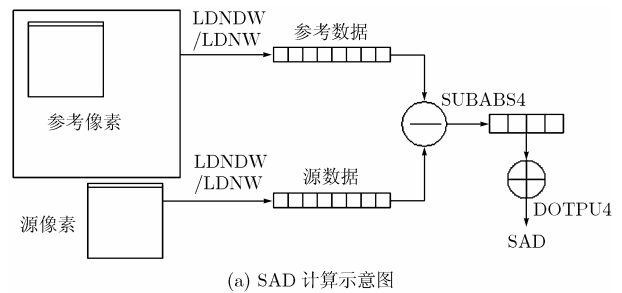 LDNDW
/LDNW
参考数据
参考像素
SUBABS4
LDNDW
/LDNW
源数据
源像素
DOTPU4
SAD
(a) SAD 计算示意图